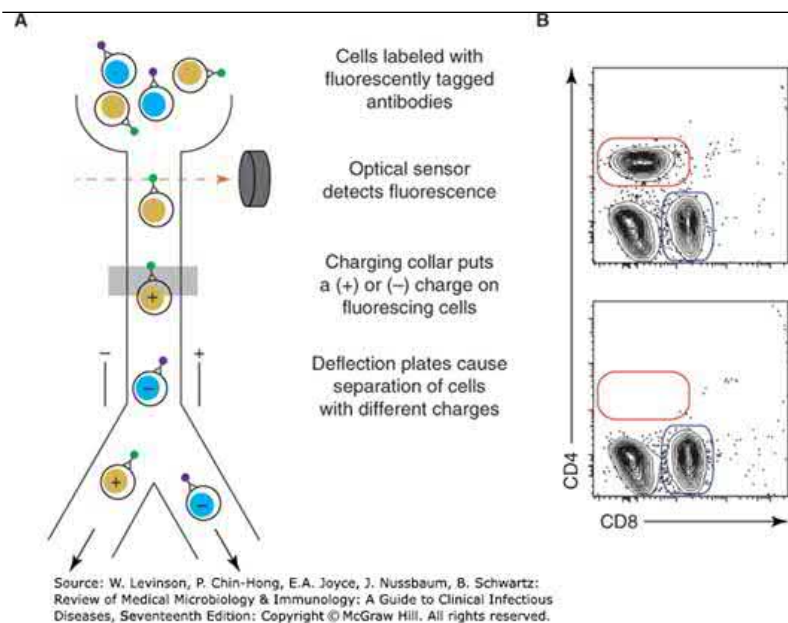 A
B
Cells labeled with
fluorescently tagged
antibodies
Optical sensor
detects fluorescence
Charging collar puts
a (+) or (–) charge on
fluorescing cells
+
– +
Deflection plates cause
separation of cells
with different charges
–
+
–
CD4
CD8
Source: W. Levinson, P. Chin-Hong, E.A. Joyce, J. Nussbaum, B. Schwartz:
Review of Medical Microbiology & Immunology: A Guide to Clinical Infectious
Diseases, Seventeenth Edition: Copyright © McGraw Hill. All rights reserved.